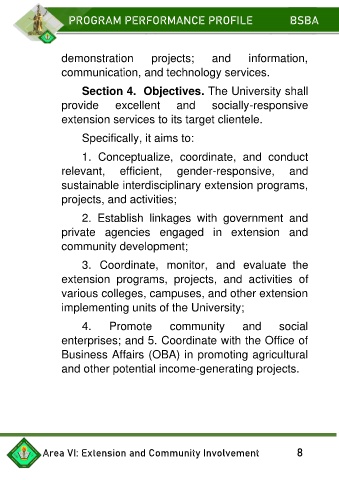 PROGRAM PERFORMANCE PROFILE BSBA
demonstration projects; and information,
communication, and technology services.
Section 4. Objectives. The University shall
provide excellent and socially-responsive
extension services to its target clientele.
Specifically, it aims to:
1. Conceptualize, coordinate, and conduct
relevant, efficient, gender-responsive, and
sustainable interdisciplinary extension programs,
projects, and activities;
2. Establish linkages with government and
private agencies engaged in extension and
community development;
3. Coordinate, monitor, and evaluate the
extension programs, projects, and activities of
various colleges, campuses, and other extension
implementing units of the University;
4. Promote community and social
enterprises; and 5. Coordinate with the Office of
Business Affairs (OBA) in promoting agricultural
and other potential income-generating projects.
Area VI: Extension and Community Involvement 8